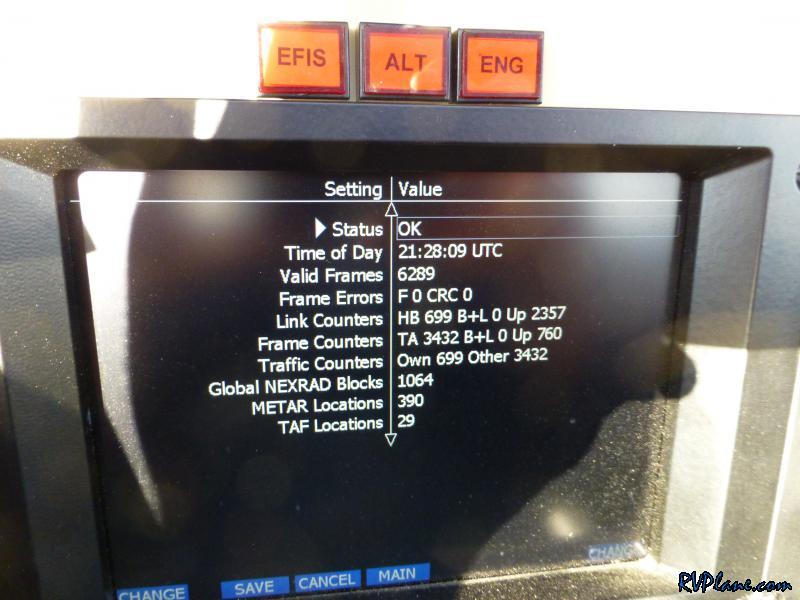 EFIS ALT ENG
Setting Value
Status OK
Time of Day 21:28:09 UTC
Valid Frames 6289
Frame Errors F 0 CRC 0
Link Counters HB 699 B+L 0 Up 2357
Frame Counters TA 3432 B+L 0 Up 760
Traffic Counters Own 699 Other 3432
Global NEXRAD Blocks 1064
METAR Locations 390
TAF Locations 29
CHANGE SAVE CANCEL MAIN
RVPlane.com